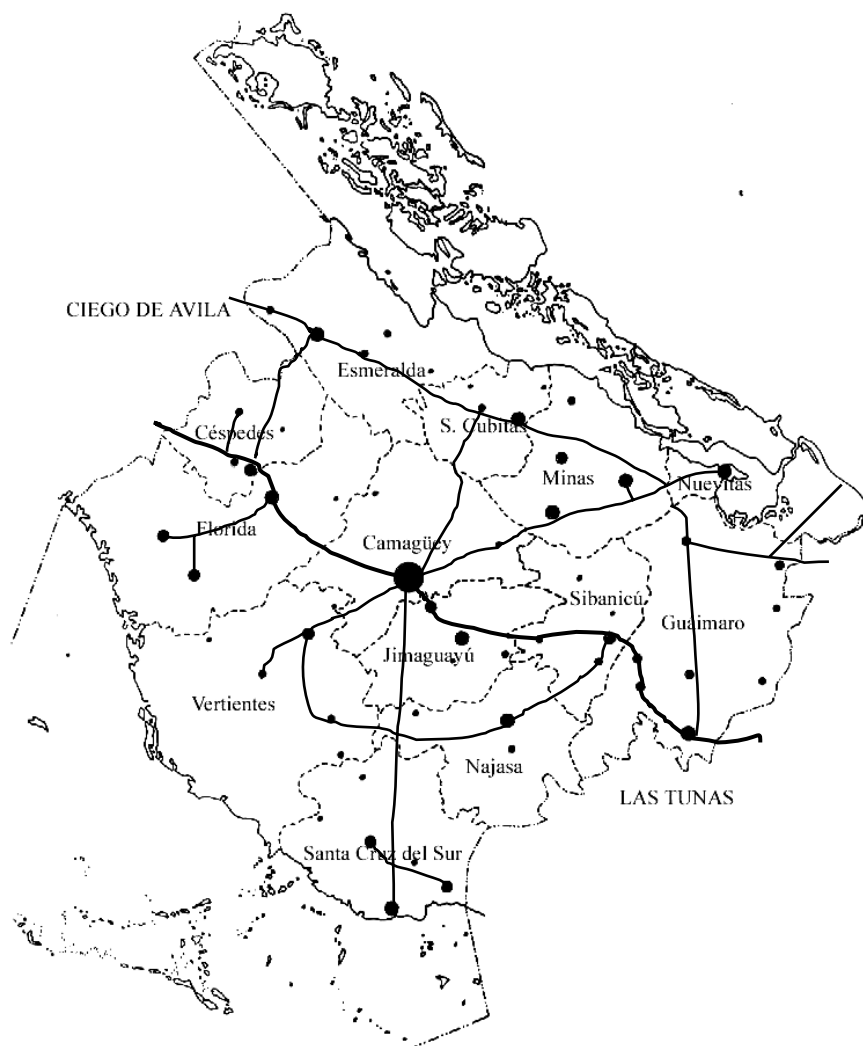 CIEGO DE AVILA
Esmeralda
Céspedes
S. Cubitas
Minas
Nuevitas
Florida
Camagüey
Sibanicú
Guaimaro
Jimaguayú
Vertientes
Najasa
LAS TUNAS
Santa Cruz del Sur